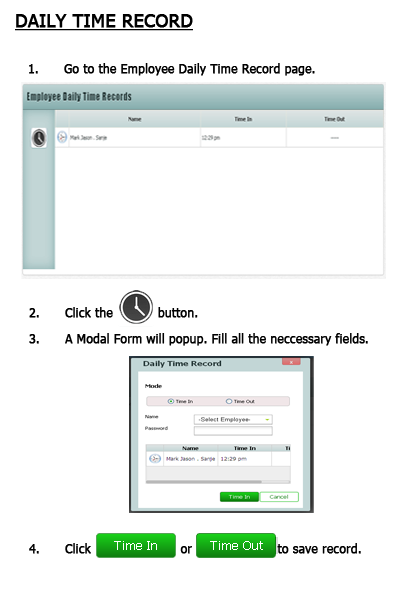 DAILY TIME RECORD
1. Go to the Employee Daily Time Record page.
Employee Daily Time Records
Name Time In Time Out
Mark Jason . Sanje 12:29 pm ----
2. Click the button.
3. A Modal Form will popup. Fill all the neccessary fields.
Daily Time Record
x
Mode
Time In Time Out
Name -Select Employee-
Password
Name Time In Ti
Mark Jason . Sanje 12:29 pm
Time In Cancel
4. Click Time In or Time Out to save record.